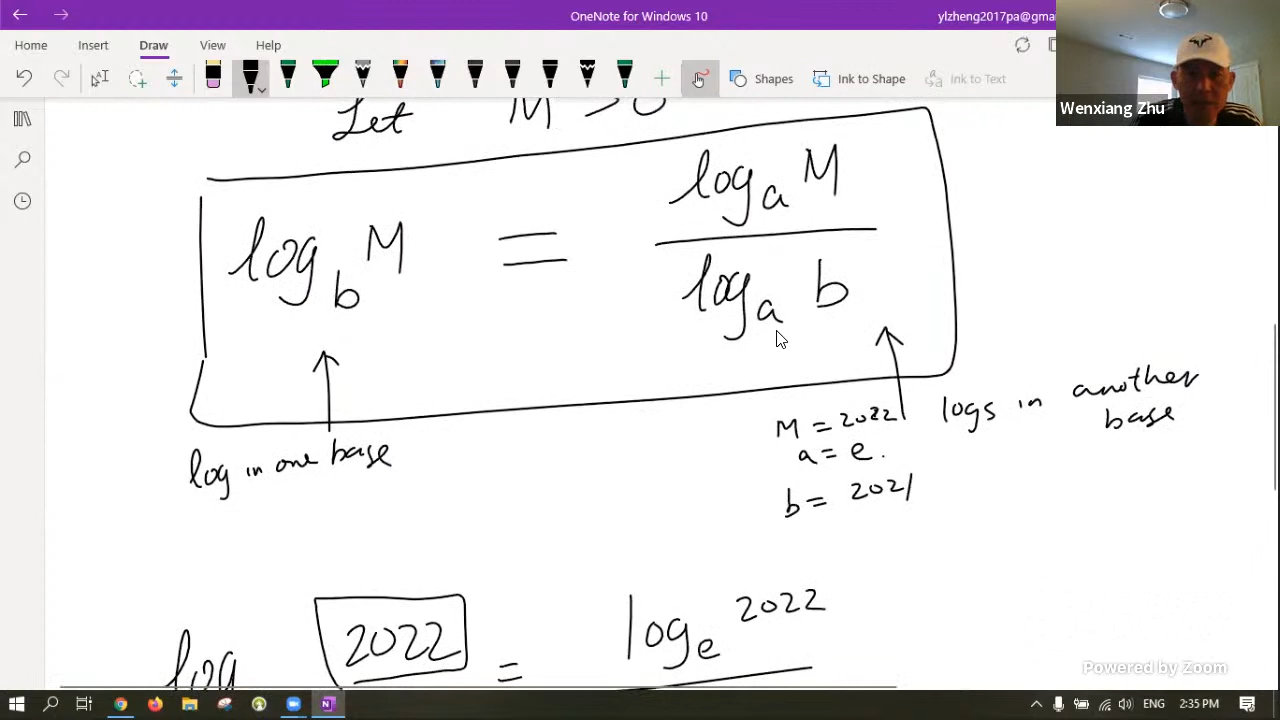 OneNote for Windows 10
ylzheng2017pa@gma
Home Insert Draw View Help
Shapes Ink to Shape Ink to Text
Wenxiang Zhu
Let M > 0
log_b M = log_a M / log_a b
log in one base
M = 2022
a = e.
b = 2021
logs in another
base
log 2022 = log_e 2022
Powered by Zoom
ENG 2:35 PM